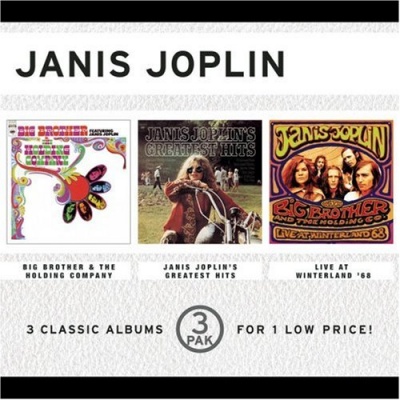 JANIS JOPLIN
BIG BROTHER
FEATURING
JANIS JOPLIN
HOLDING
COMPANY
JANIS JOPLIN'S
GREATEST HITS
JANIS JOPLIN
BIG BROTHER
AND THE HOLDING CO.
LIVE AT WINTERLAND '68
BIG BROTHER & THE
HOLDING COMPANY
JANIS JOPLIN'S
GREATEST HITS
LIVE AT
WINTERLAND '68
3 CLASSIC ALBUMS
3
PAK
FOR 1 LOW PRICE!